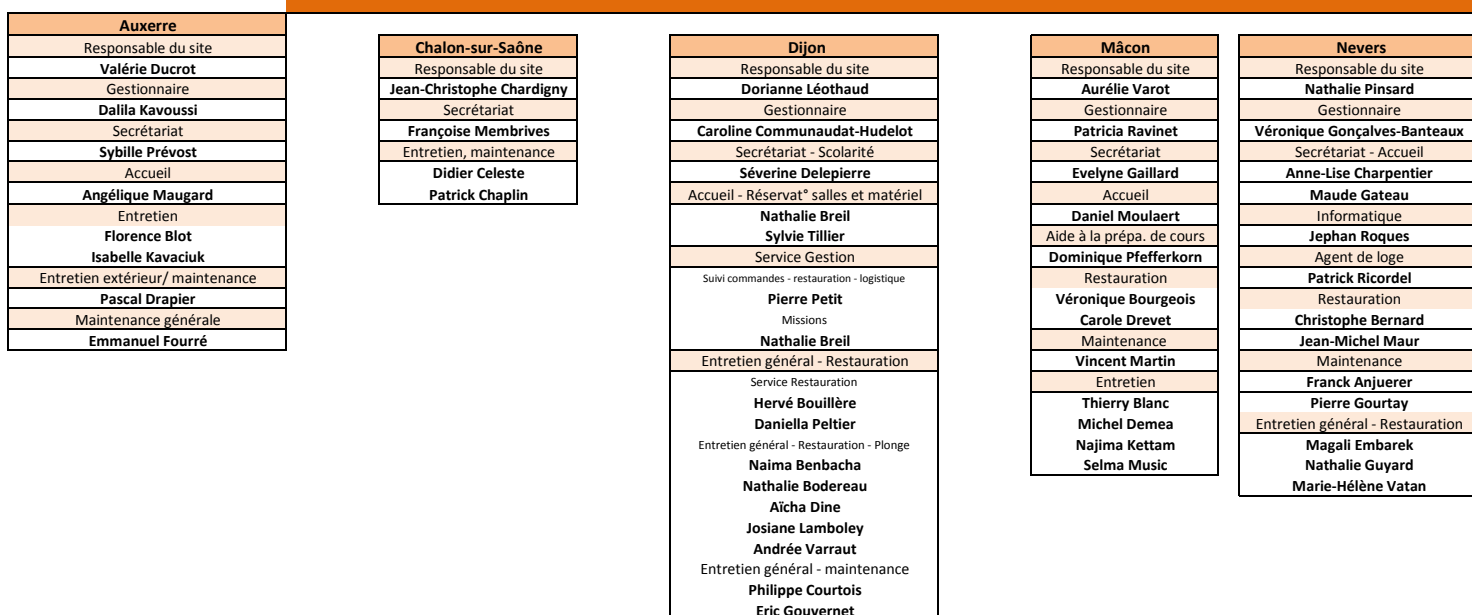 Auxerre
Responsable du site
Valérie Ducrot
Gestionnaire
Dalila Kavoussi
Secrétariat
Sybille Prévost
Accueil
Angélique Maugard
Entretien
Florence Blot
Isabelle Kavaciuk
Entretien extérieur/ maintenance
Pascal Drapier
Maintenance générale
Emmanuel Fourré
Chalon-sur-Saône
Responsable du site
Jean-Christophe Chardigny
Secrétariat
Françoise Membrives
Entretien, maintenance
Didier Celeste
Patrick Chaplin
Dijon
Responsable du site
Dorianne Léothaud
Gestionnaire
Caroline Communaudat-Hudelot
Secrétariat - Scolarité
Séverine Delepierre
Accueil - Réservat° salles et matériel
Nathalie Breil
Sylvie Tillier
Service Gestion
Suivi commandes - restauration - logistique
Pierre Petit
Missions
Nathalie Breil
Entretien général - Restauration
Service Restauration
Hervé Bouillère
Daniella Peltier
Entretien général - Restauration - Plonge
Naima Benbacha
Nathalie Bodereau
Aïcha Dine
Josiane Lamboley
Andrée Varraut
Entretien général - maintenance
Philippe Courtois
Eric Gouvernet
Mâcon
Responsable du site
Aurélie Varot
Gestionnaire
Patricia Ravinet
Secrétariat
Evelyne Gaillard
Accueil
Daniel Moulaert
Aide à la prépa. de cours
Dominique Pfefferkorn
Restauration
Véronique Bourgeois
Carole Drevet
Maintenance
Vincent Martin
Entretien
Thierry Blanc
Michel Demea
Najima Kettam
Selma Music
Nevers
Responsable du site
Nathalie Pinsard
Gestionnaire
Véronique Gonçalves-Banteaux
Secrétariat - Accueil
Anne-Lise Charpentier
Maude Gateau
Informatique
Jephan Roques
Agent de loge
Patrick Ricordel
Restauration
Christophe Bernard
Jean-Michel Maur
Maintenance
Franck Anjuerer
Pierre Gourtay
Entretien général - Restauration
Magali Embarek
Nathalie Guyard
Marie-Hélène Vatan